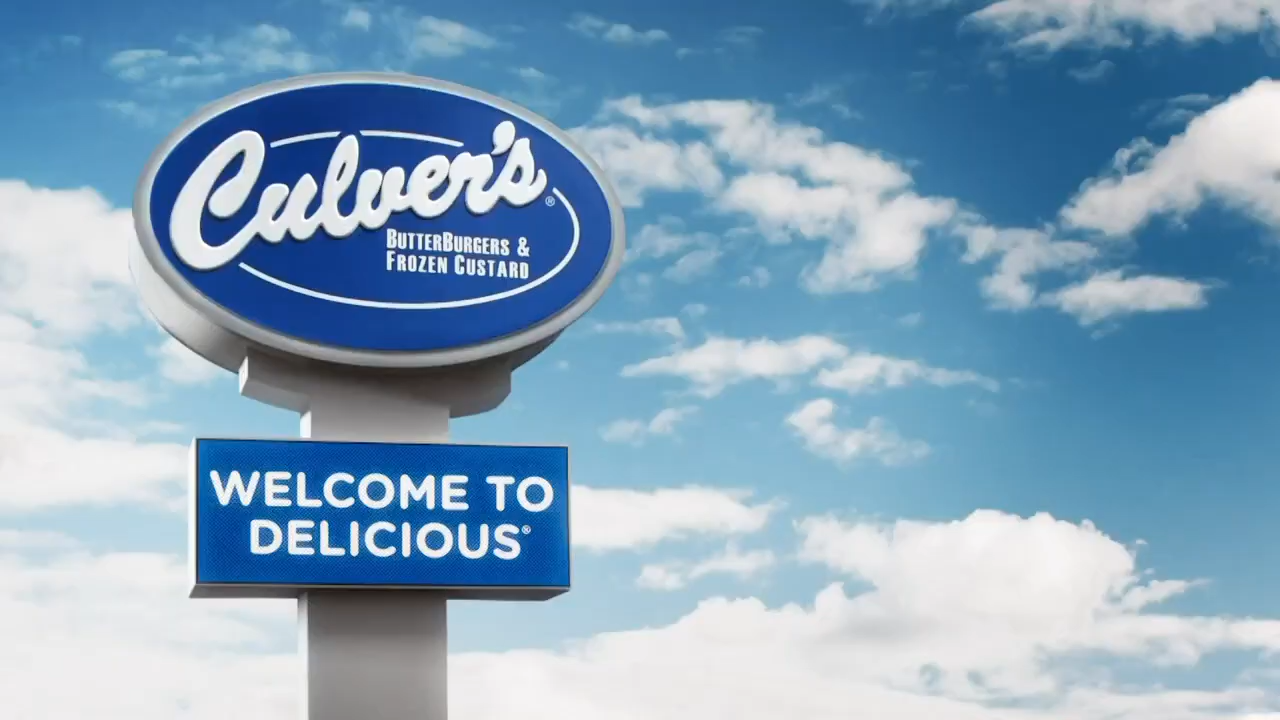 Culver's®
BUTTERBURGERS &
FROZEN CUSTARD
WELCOME TO
DELICIOUS®